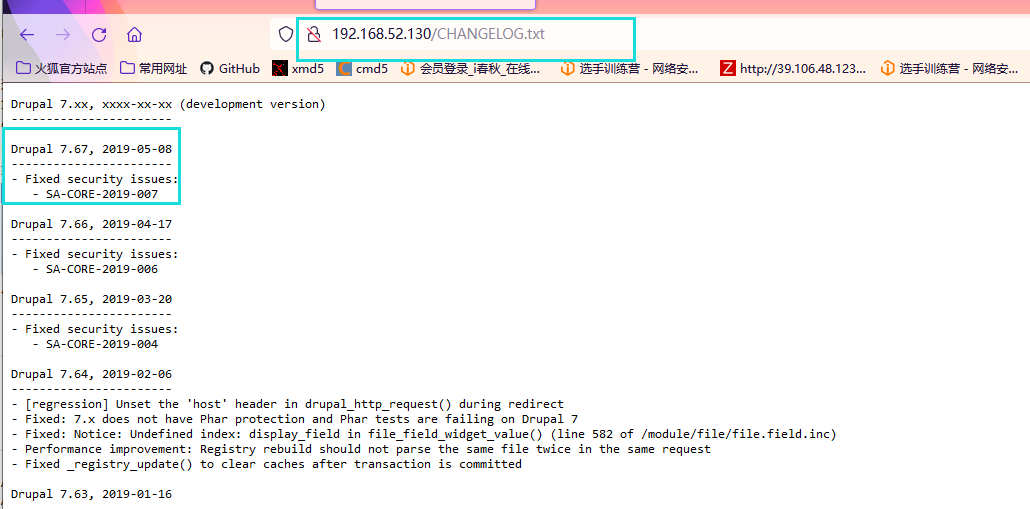 192.168.52.130/CHANGELOG.txt
火狐官方站点 常用网址 GitHub xmd5 cmd5 会员登录_i春秋_在线... 选手训练营 - 网络安... http://39.106.48.123... 选手训练营 - 网络安...
Drupal 7.xx, xxxx-xx-xx (development version)
-----------------------
Drupal 7.67, 2019-05-08
-----------------------
- Fixed security issues:
   - SA-CORE-2019-007
Drupal 7.66, 2019-04-17
-----------------------
- Fixed security issues:
   - SA-CORE-2019-006
Drupal 7.65, 2019-03-20
-----------------------
- Fixed security issues:
   - SA-CORE-2019-004
Drupal 7.64, 2019-02-06
-----------------------
- [regression] Unset the 'host' header in drupal_http_request() during redirect
- Fixed: 7.x does not have Phar protection and Phar tests are failing on Drupal 7
- Fixed: Notice: Undefined index: display_field in file_field_widget_value() (line 582 of /module/file/file.field.inc)
- Performance improvement: Registry rebuild should not parse the same file twice in the same request
- Fixed _registry_update() to clear caches after transaction is committed
Drupal 7.63, 2019-01-16